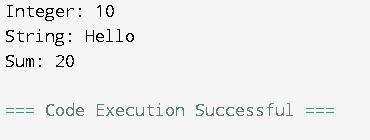 Integer: 10
String: Hello
Sum: 20
=== Code Execution Successful ===